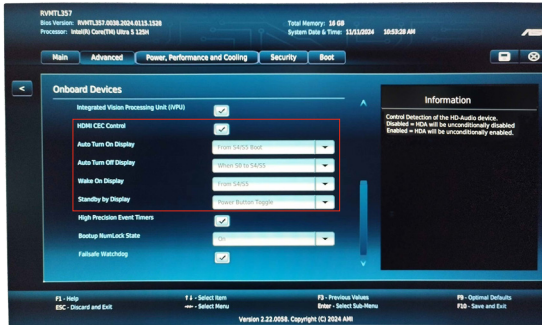 RVMTL357
Bios Version: RVMTL357.0038.2024.0115.1528
Processor: Intel(R) Core(TM) Ultra 5 125H
Total Memory: 16 GB
System Date & Time: 11/11/2024 10:53:28 AM
Main
Advanced
Power, Performance and Cooling
Security
Boot
<
Onboard Devices
Integrated Vision Processing Unit (iVPU)
HDMI CEC Control
Auto Turn On Display
From S4/S5 Boot
Auto Turn Off Display
When S0 to S4/S5
Wake On Display
From S4/S5
Standby by Display
Power Button Toggle
High Precision Event Timers
Bootup NumLock State
On
Failsafe Watchdog
Information
Control Detection of the HD-Audio device.
Disabled = HDA will be unconditionally disabled
Enabled = HDA will be unconditionally enabled.
F1 - Help
ESC - Discard and Exit
↑↓ - Select Item
→← - Select Menu
F3 - Previous Values
Enter - Select Sub-Menu
F9 - Optimal Defaults
F10 - Save and Exit
Version 2.22.0058. Copyright (C) 2024 AMI